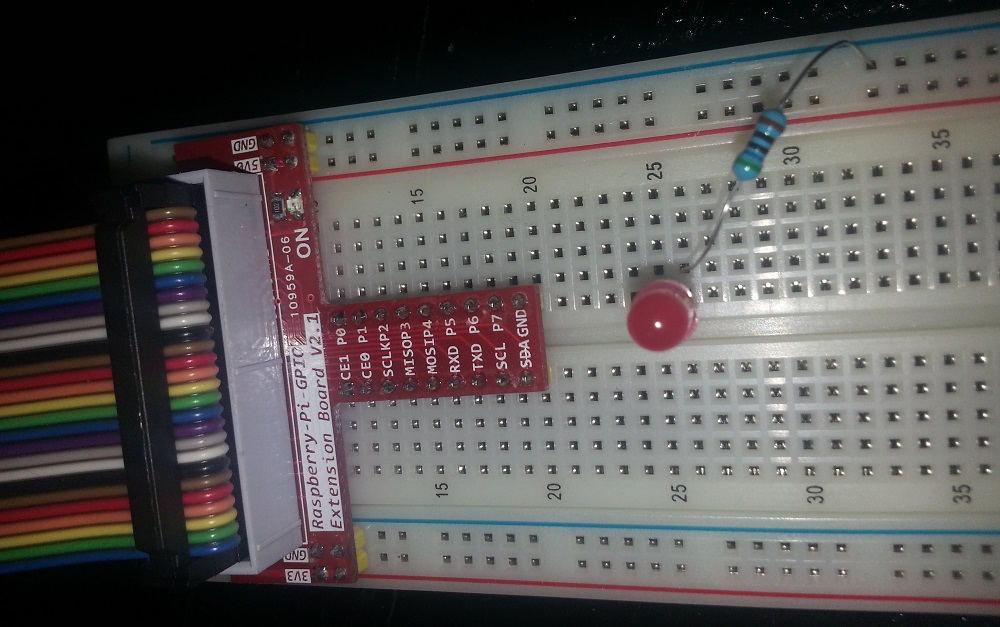 3V3
GND
Raspberry-Pi-GPIO
Extension Board V2.1
10959A-06
ON
102
5V0
GND
CE1 P0
CE0 P1
SCLKP2
MISOP3
MOSIP4
RXD P5
TXD P6
SCL P7
SDA GND
15
15
20
20
25
25
30
30
35
35